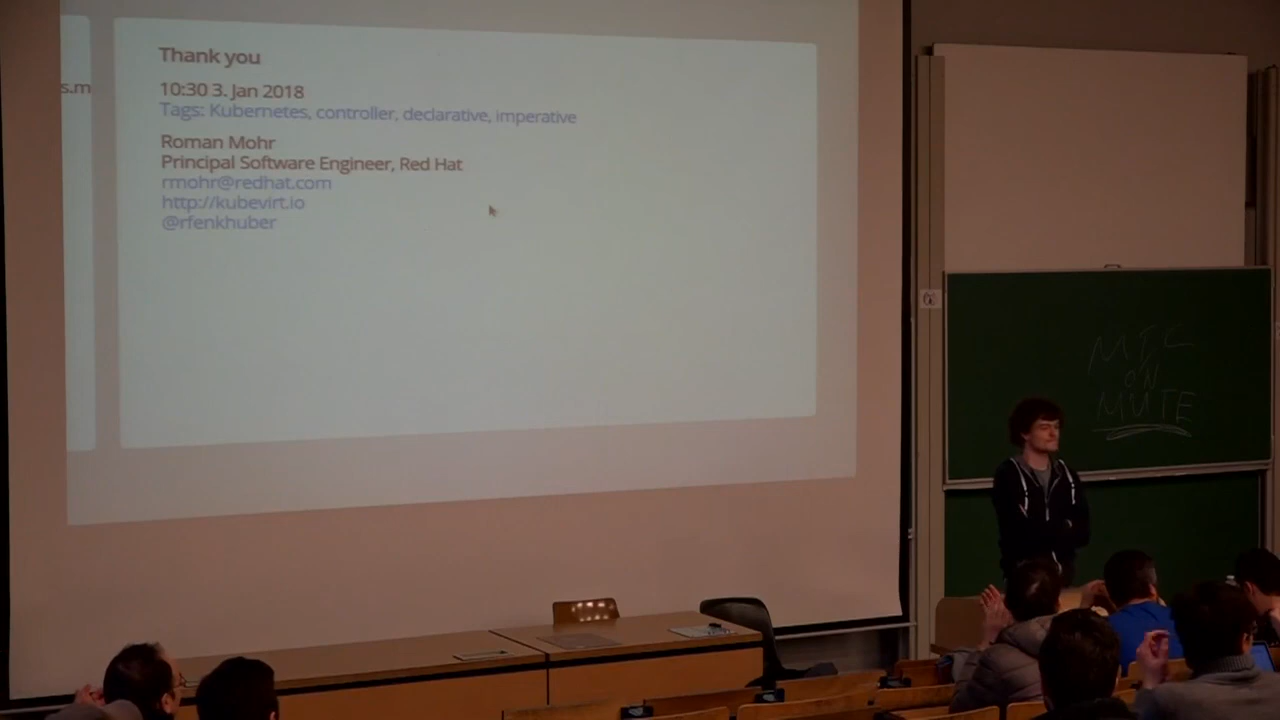 s.m
Thank you
10:30 3. Jan 2018
Tags: Kubernetes, controller, declarative, imperative
Roman Mohr
Principal Software Engineer, Red Hat
rmohr@redhat.com
http://kubevirt.io
@rfenkhuber
MIC
ON
MUTE